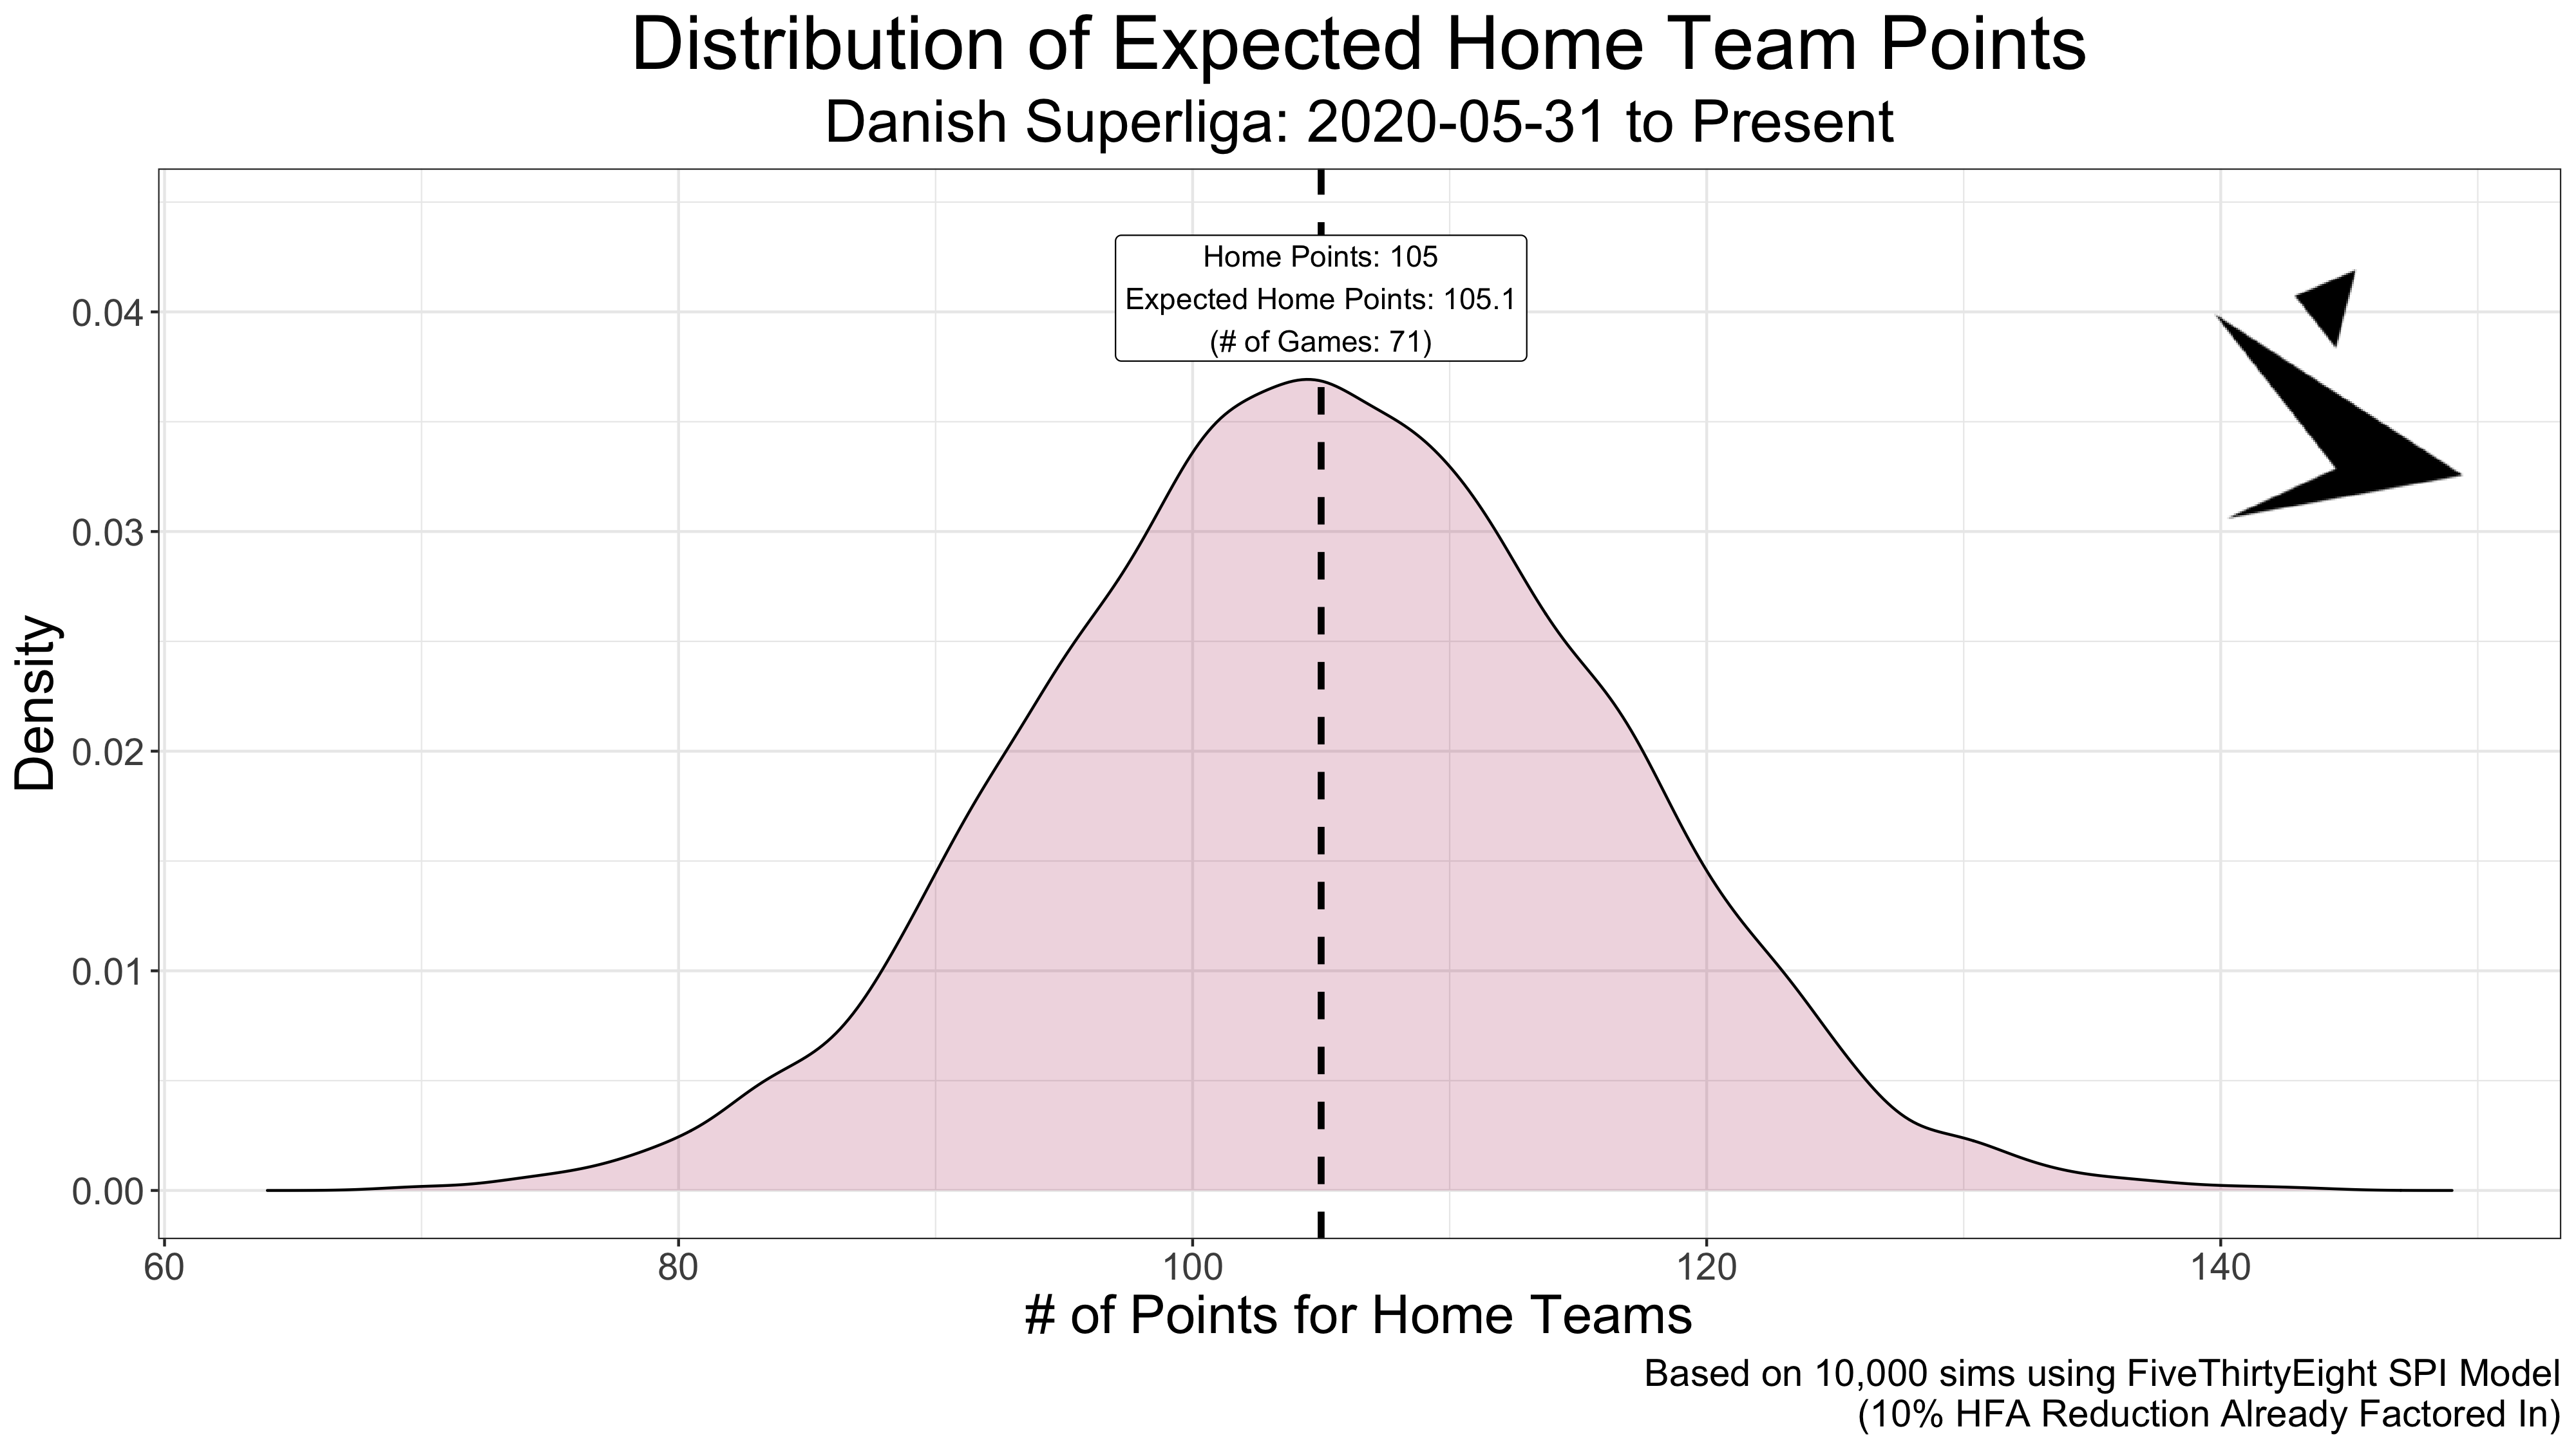 Distribution of Expected Home Team Points
Danish Superliga: 2020-05-31 to Present
Home Points: 105
Expected Home Points: 105.1
(# of Games: 71)
Density
0.04
0.03
0.02
0.01
0.00
60 80 100 120 140
# of Points for Home Teams
Based on 10,000 sims using FiveThirtyEight SPI Model
(10% HFA Reduction Already Factored In)